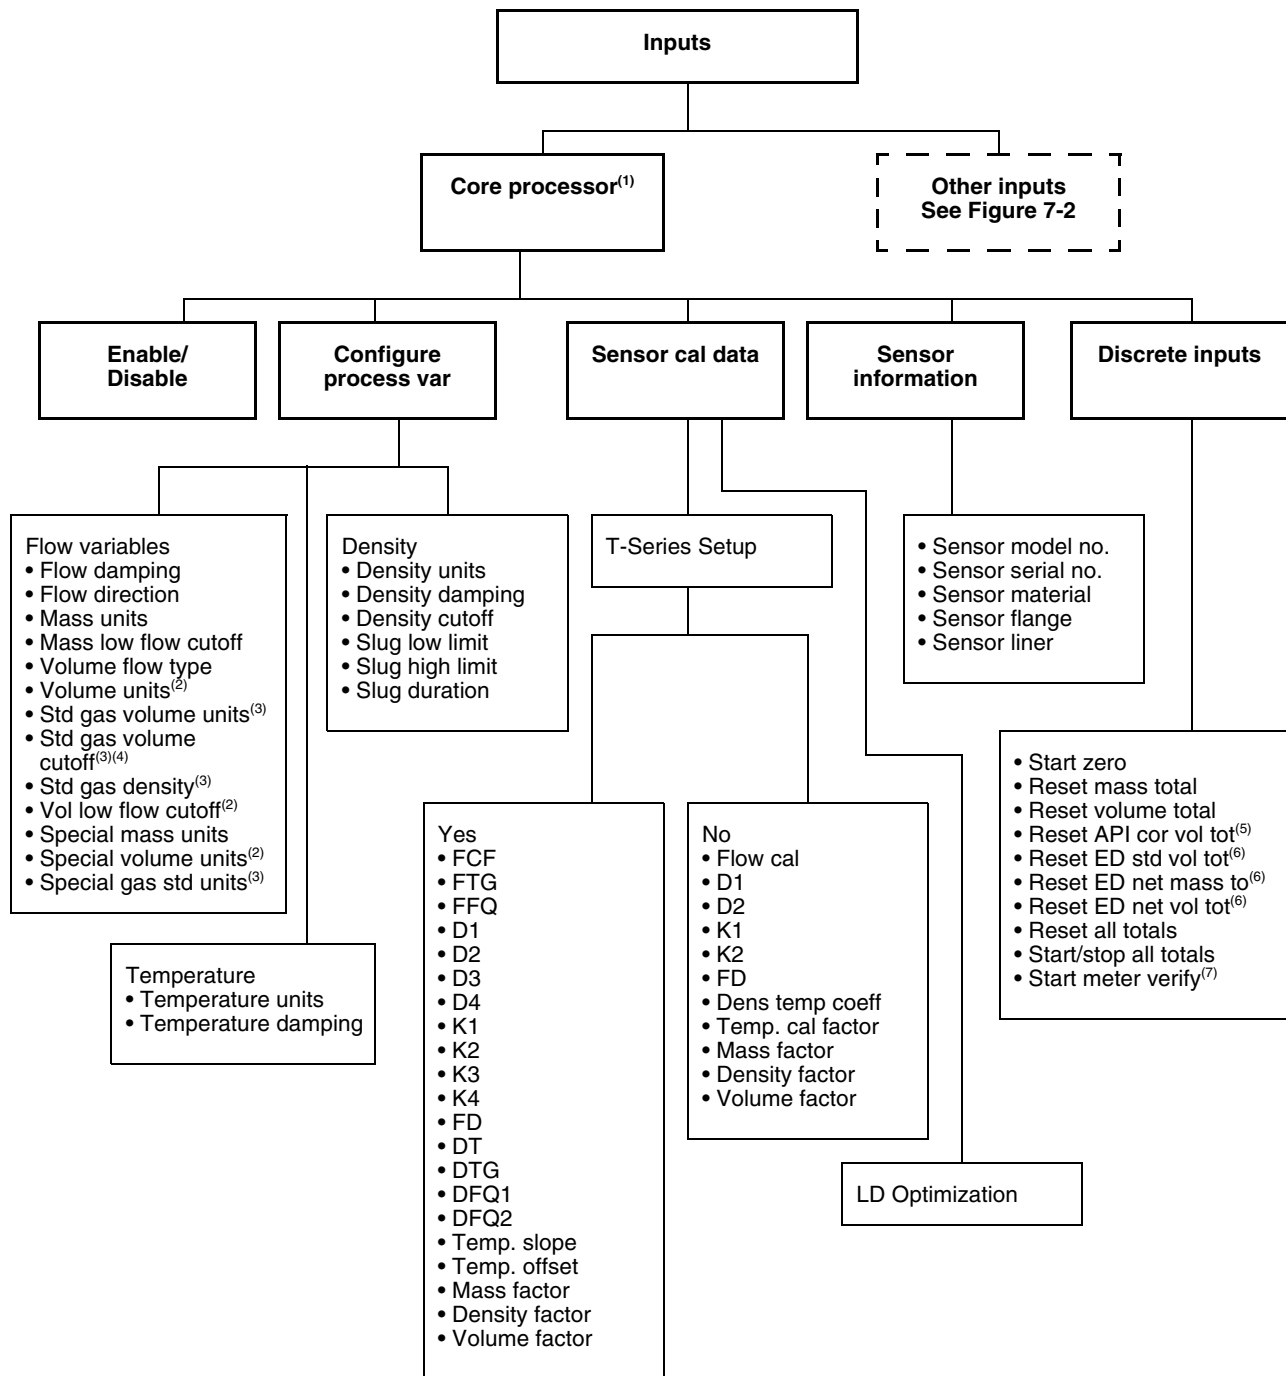 Inputs
Core processor(1)
Other inputs
See Figure 7-2
Enable/
Disable
Configure
process var
Sensor cal data
Sensor
information
Discrete inputs
Flow variables
• Flow damping
• Flow direction
• Mass units
• Mass low flow cutoff
• Volume flow type
• Volume units(2)
• Std gas volume units(3)
• Std gas volume
cutoff(3)(4)
• Std gas density(3)
• Vol low flow cutoff(2)
• Special mass units
• Special volume units(2)
• Special gas std units(3)
Density
• Density units
• Density damping
• Density cutoff
• Slug low limit
• Slug high limit
• Slug duration
T-Series Setup
• Sensor model no.
• Sensor serial no.
• Sensor material
• Sensor flange
• Sensor liner
• Start zero
• Reset mass total
• Reset volume total
• Reset API cor vol tot(5)
• Reset ED std vol tot(6)
• Reset ED net mass to(6)
• Reset ED net vol tot(6)
• Reset all totals
• Start/stop all totals
• Start meter verify(7)
Temperature
• Temperature units
• Temperature damping
Yes
• FCF
• FTG
• FFQ
• D1
• D2
• D3
• D4
• K1
• K2
• K3
• K4
• FD
• DT
• DTG
• DFQ1
• DFQ2
• Temp. slope
• Temp. offset
• Mass factor
• Density factor
• Volume factor
No
• Flow cal
• D1
• D2
• K1
• K2
• FD
• Dens temp coeff
• Temp. cal factor
• Mass factor
• Density factor
• Volume factor
LD Optimization